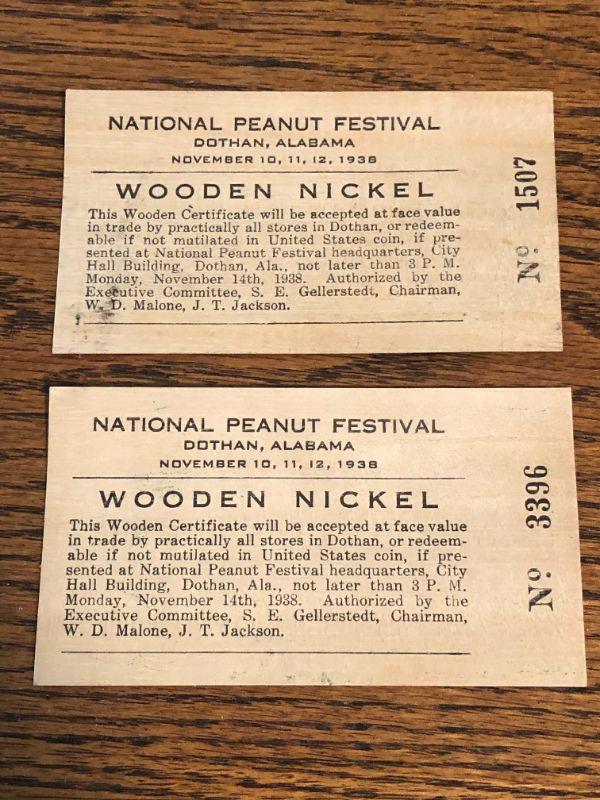 NATIONAL PEANUT FESTIVAL
DOTHAN, ALABAMA
NOVEMBER 10, 11, 12, 1938
WOODEN NICKEL
This Wooden Certificate will be accepted at face value
in trade by practically all stores in Dothan, or redeem-
able if not mutilated in United States coin, if pre-
sented at National Peanut Festival headquarters, City
Hall Building, Dothan, Ala., not later than 3 P. M.
Monday, November 14th, 1938. Authorized by the
Executive Committee, S. E. Gellerstedt, Chairman,
W. D. Malone, J. T. Jackson.
Nº 1507
NATIONAL PEANUT FESTIVAL
DOTHAN, ALABAMA
NOVEMBER 10, 11, 12, 1938
WOODEN NICKEL
This Wooden Certificate will be accepted at face value
in trade by practically all stores in Dothan, or redeem-
able if not mutilated in United States coin, if pre-
sented at National Peanut Festival headquarters, City
Hall Building, Dothan, Ala., not later than 3 P. M.
Monday, November 14th, 1938. Authorized by the
Executive Committee, S. E. Gellerstedt, Chairman,
W. D. Malone, J. T. Jackson.
Nº 3396